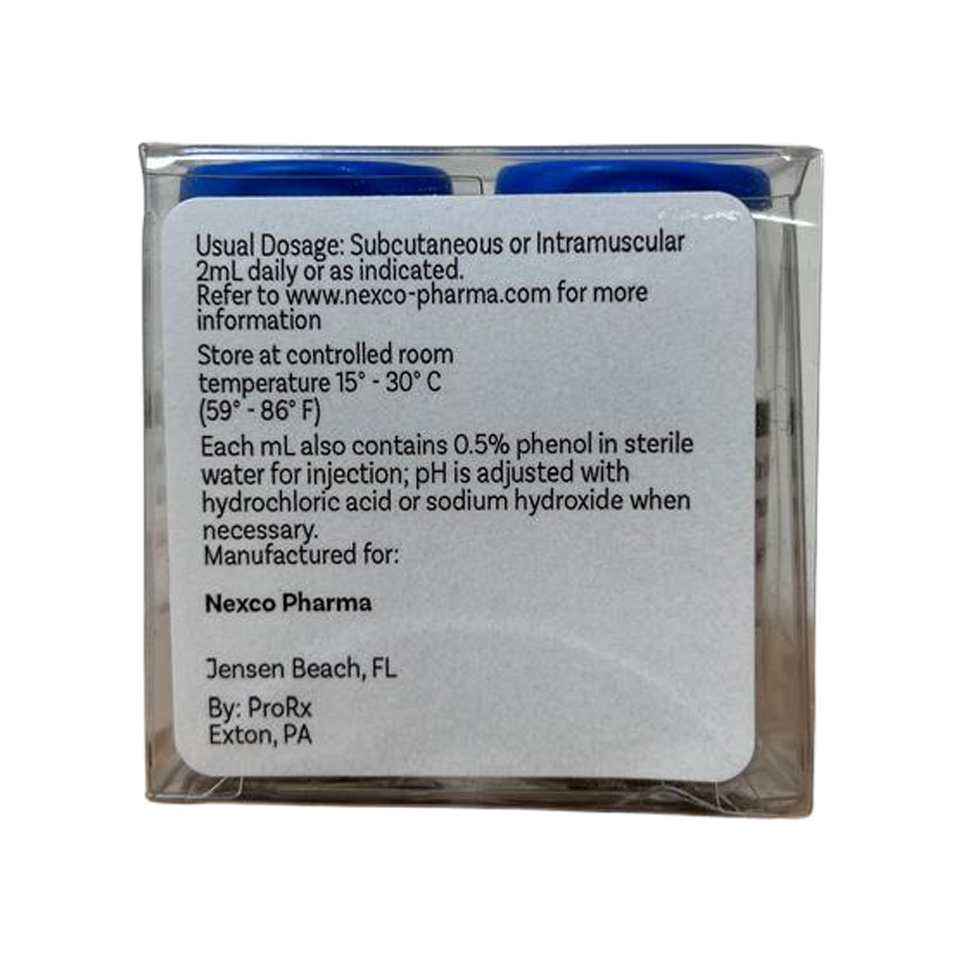 Usual Dosage: Subcutaneous or Intramuscular
2mL daily or as indicated.
Refer to www.nexco-pharma.com for more
information
Store at controlled room
temperature 15° - 30° C
(59° - 86° F)
Each mL also contains 0.5% phenol in sterile
water for injection; pH is adjusted with
hydrochloric acid or sodium hydroxide when
necessary.
Manufactured for:
Nexco Pharma
Jensen Beach, FL
By: ProRx
Exton, PA